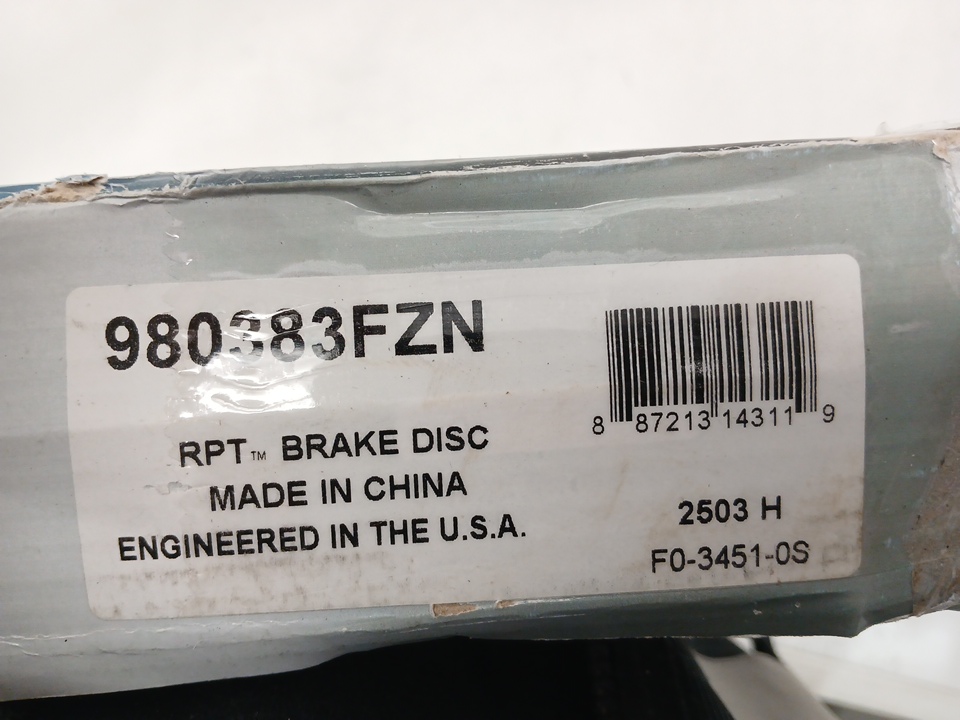 980383FZN
RPT™ BRAKE DISC
MADE IN CHINA
ENGINEERED IN THE U.S.A.
8 87213 14311 9
2503 H
F0-3451-0S